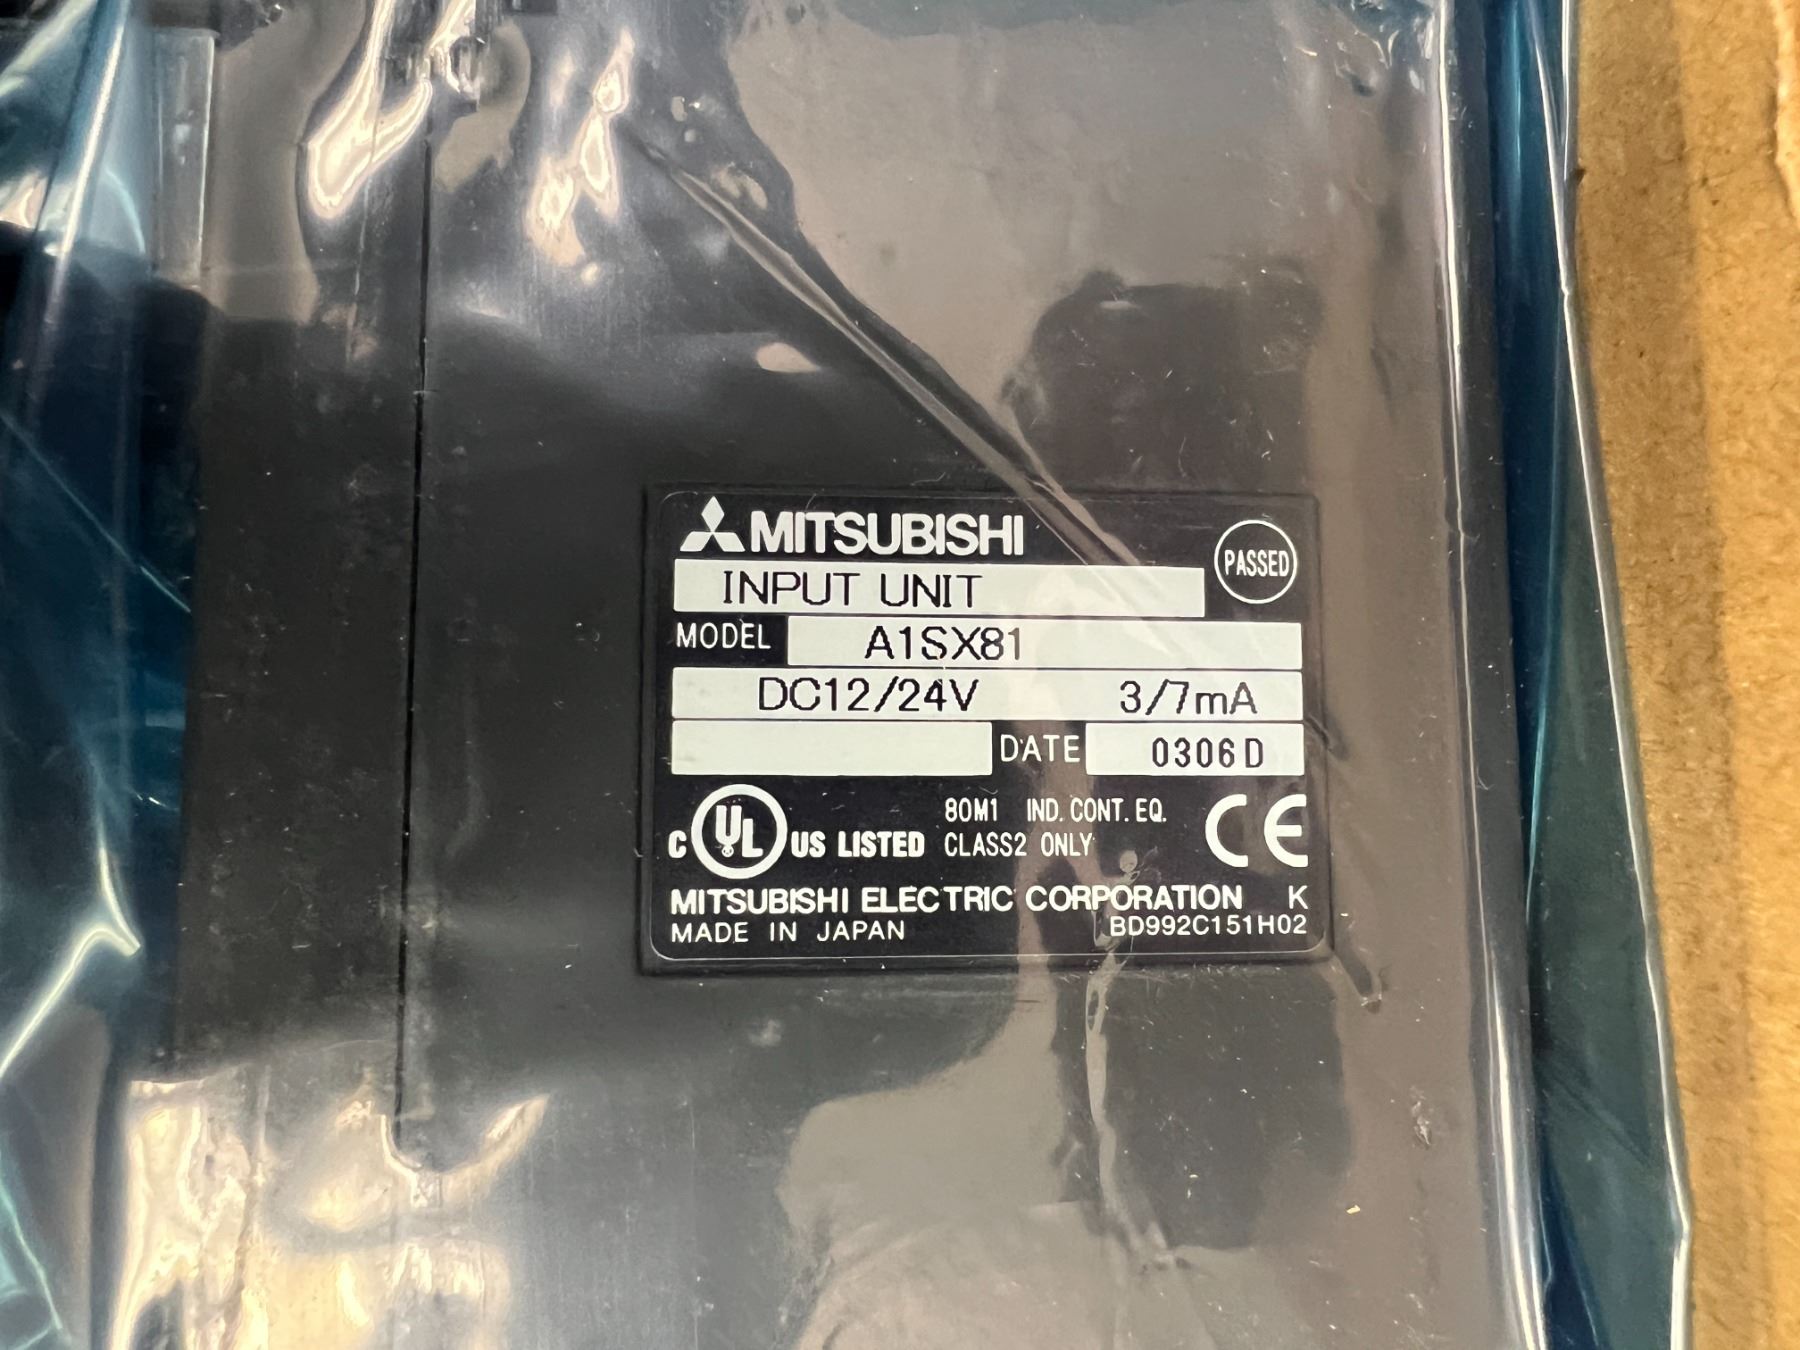 MITSUBISHI
PASSED
INPUT UNIT
MODEL A1SX81
DC12/24V 3/7mA
DATE 0306D
C UL US LISTED 80M1 IND. CONT. EQ. CE
CLASS2 ONLY
MITSUBISHI ELECTRIC CORPORATION K
MADE IN JAPAN BD992C151H02